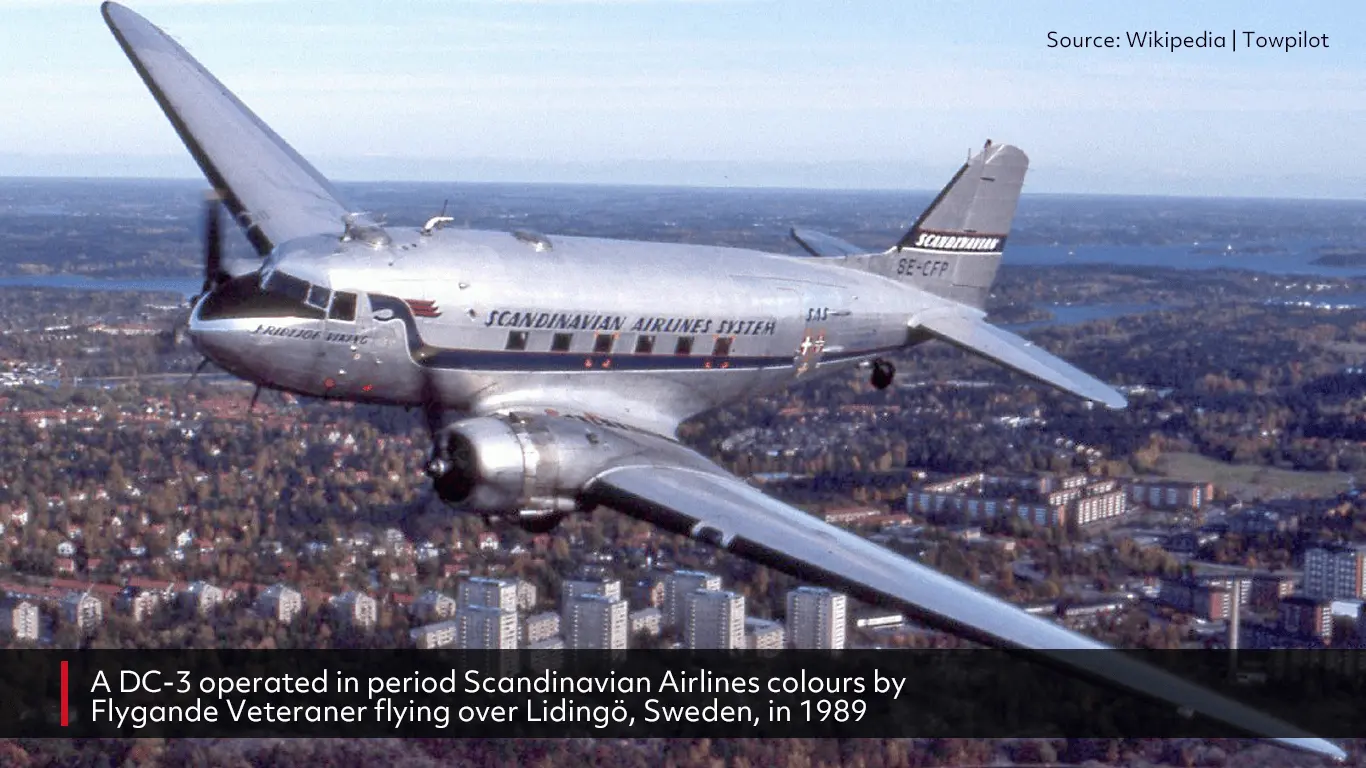 Source: Wikipedia | Towpilot
SCANDINAVIAN
SE-CFP
SCANDINAVIAN AIRLINES SYSTEM
SAS
VIKING
A DC-3 operated in period Scandinavian Airlines colours by
Flygande Veteraner flying over Lidingö, Sweden, in 1989